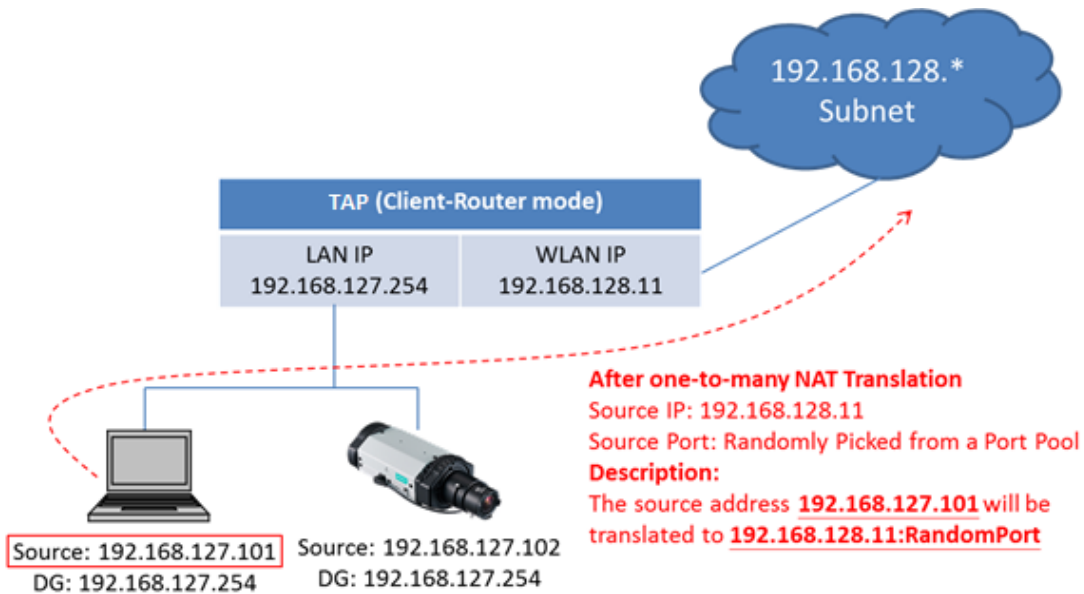 192.168.128.*
Subnet
TAP (Client-Router mode)
LAN IP
192.168.127.254
WLAN IP
192.168.128.11
After one-to-many NAT Translation
Source IP: 192.168.128.11
Source Port: Randomly Picked from a Port Pool
Description:
The source address 192.168.127.101 will be
translated to 192.168.128.11:RandomPort
Source: 192.168.127.101
DG: 192.168.127.254
Source: 192.168.127.102
DG: 192.168.127.254